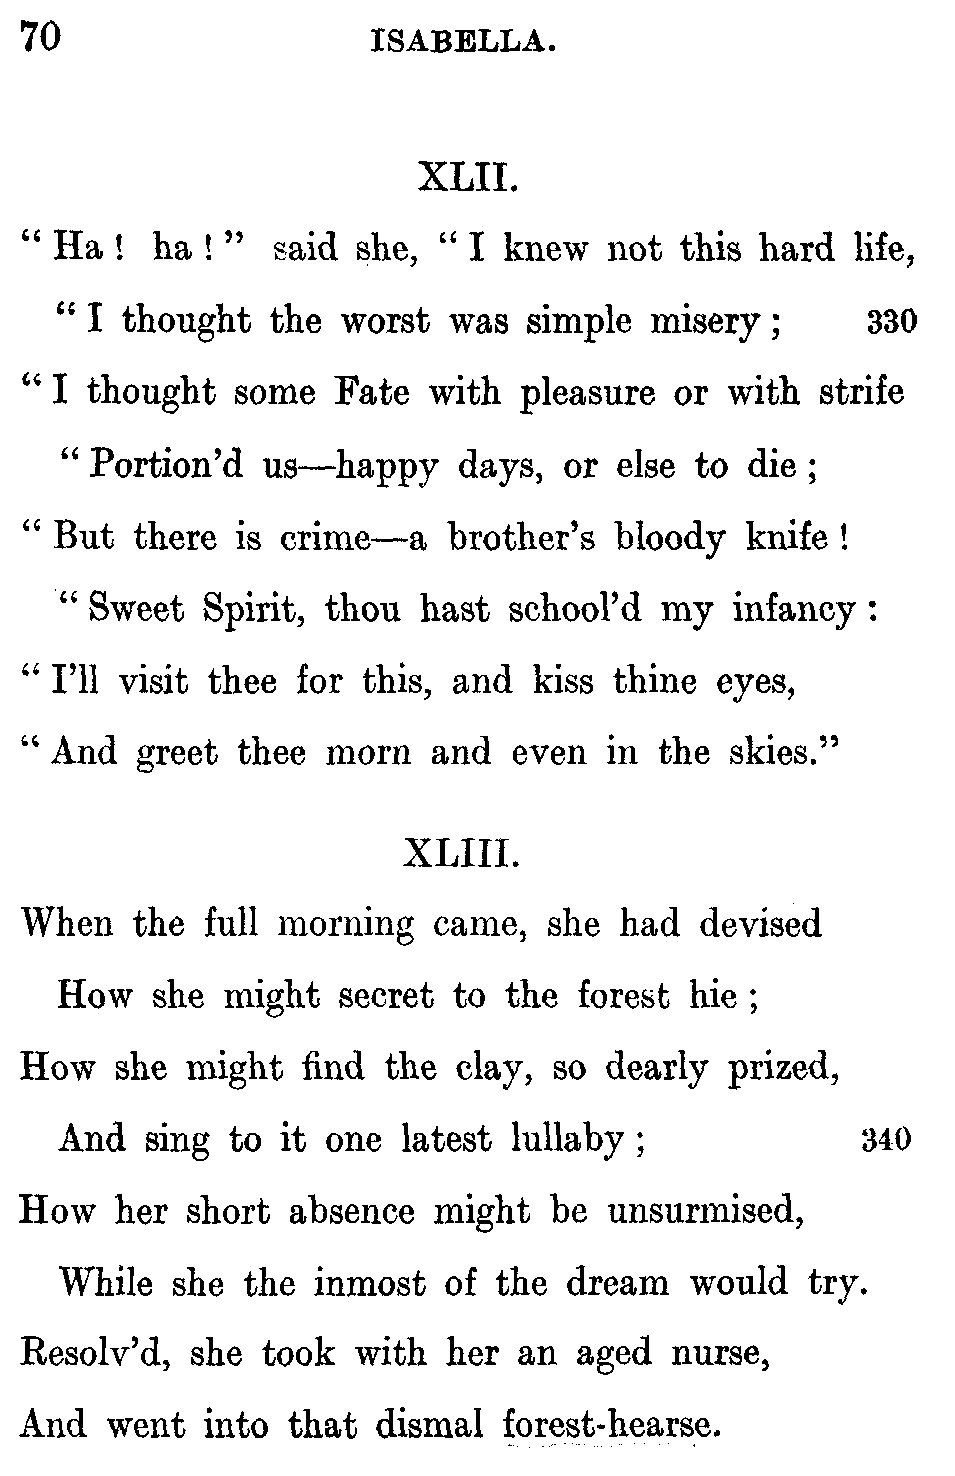 70 ISABELLA.
XLII.
“ Ha ! ha ! ” said she, “ I knew not this hard life,
“ I thought the worst was simple misery ; 330
“ I thought some Fate with pleasure or with strife
“ Portion’d us—happy days, or else to die ;
“ But there is crime—a brother’s bloody knife !
“ Sweet Spirit, thou hast school’d my infancy :
“ I’ll visit thee for this, and kiss thine eyes,
“ And greet thee morn and even in the skies.”
XLIII.
When the full morning came, she had devised
How she might secret to the forest hie ;
How she might find the clay, so dearly prized,
And sing to it one latest lullaby ; 340
How her short absence might be unsurmised,
While she the inmost of the dream would try.
Resolv’d, she took with her an aged nurse,
And went into that dismal forest-hearse.